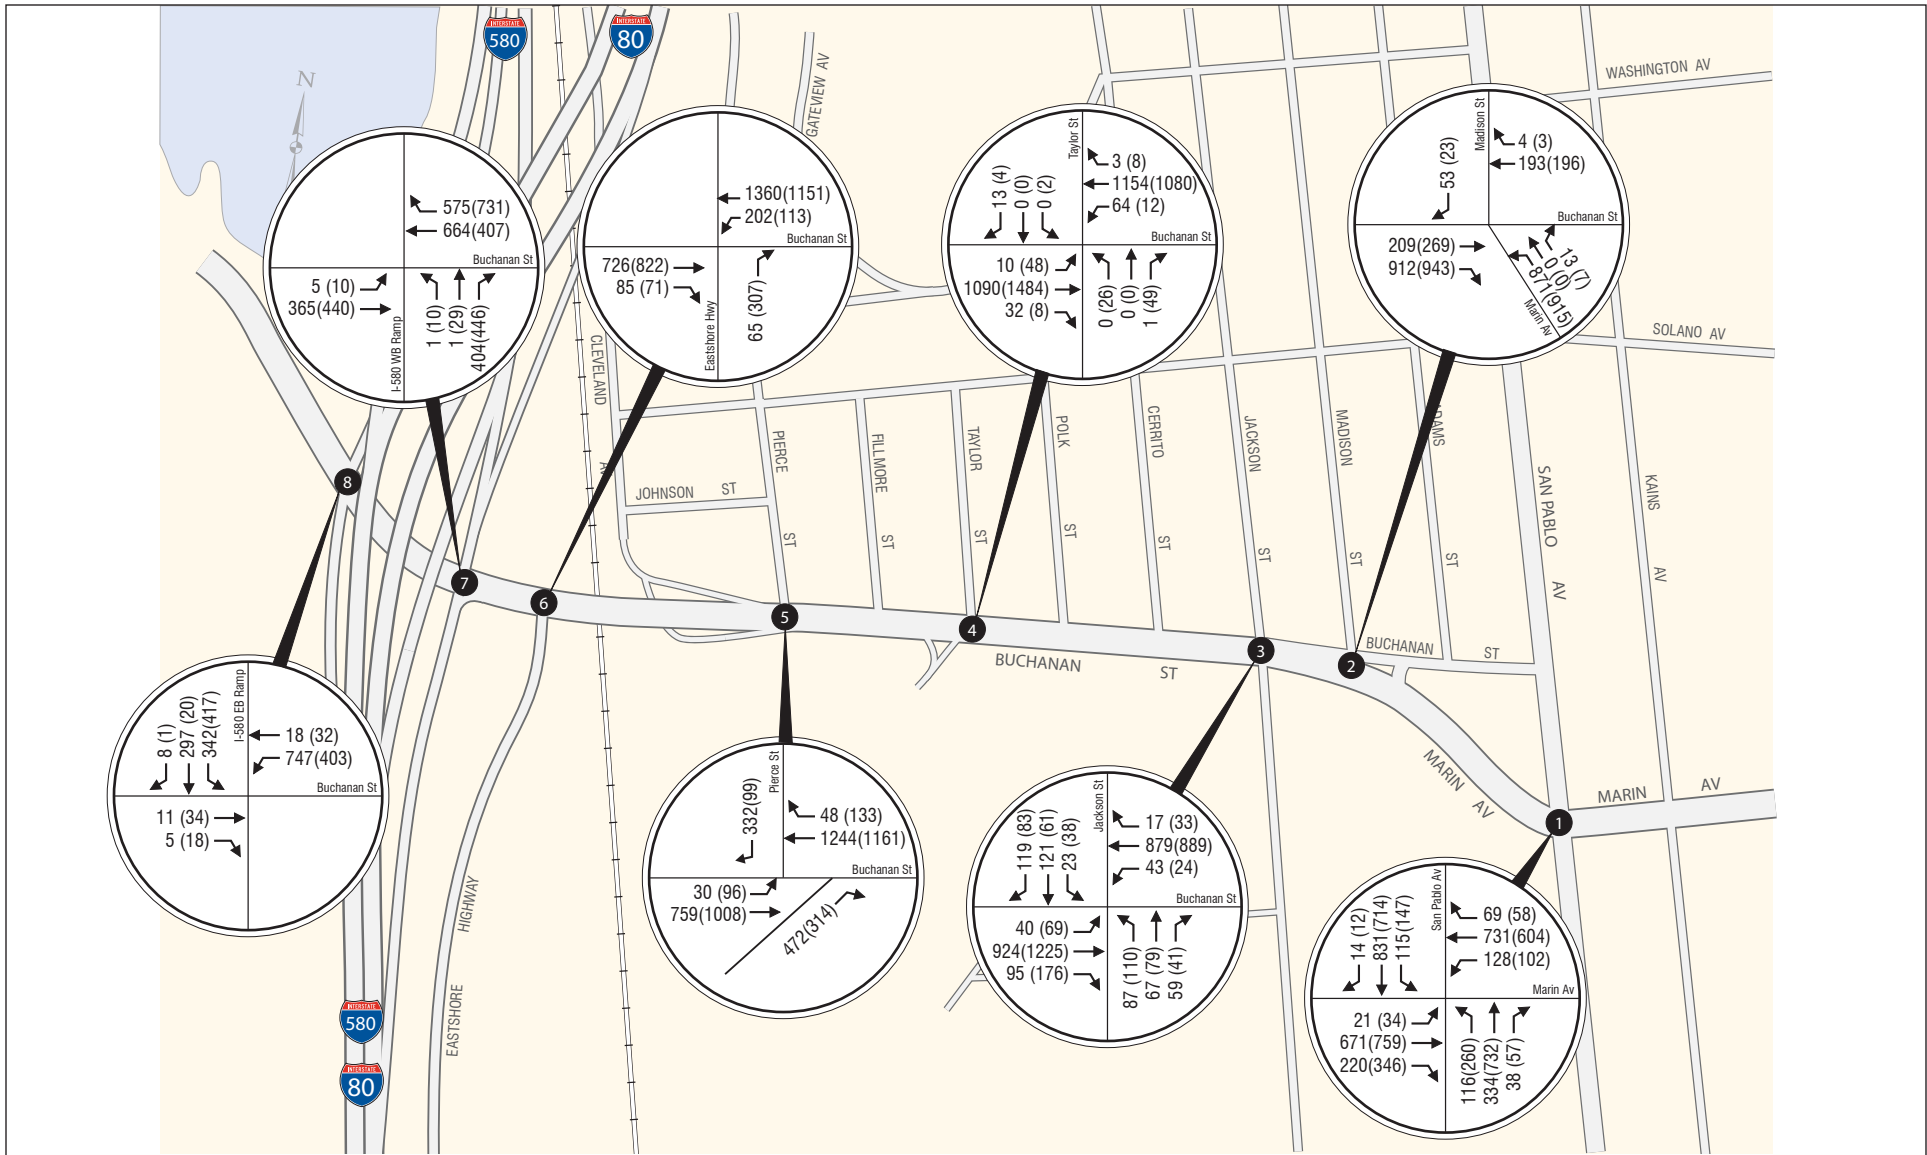 INTERSTATE
580
INTERSTATE
80
N
GATEVIEW AV
WASHINGTON AV
575(731)
664(407)
Buchanan St
5 (10)
365(440)
1 (10)
1 (29)
404(446)
I-580 WB Ramp
1360(1151)
202(113)
Buchanan St
726(822)
85 (71)
65 (307)
Eastshore Hwy
Taylor St
13 (4)
0 (0)
0 (2)
3 (8)
1154(1080)
64 (12)
Buchanan St
10 (48)
1090(1484)
32 (8)
0 (26)
0 (0)
1 (49)
Madison St
53 (23)
4 (3)
193(196)
Buchanan St
209(269)
912(943)
13 (7)
0 (0)
871(915)
Marin Av
SOLANO AV
CLEVELAND
PIERCE ST
FILLMORE ST
TAYLOR ST
POLK ST
CERRITO ST
JACKSON ST
MADISON ST
ST
SAN PABLO AV
KAINS AV
JOHNSON ST
8
7
6
5
4
3
2
1
BUCHANAN ST
BUCHANAN ST
MARIN AV
MARIN AV
I-580 EB Ramp
8 (1)
297 (20)
342(417)
18 (32)
747(403)
Buchanan St
11 (34)
5 (18)
Pierce St
332(99)
48 (133)
1244(1161)
Buchanan St
30 (96)
759(1008)
472(314)
Jackson St
119 (83)
121 (61)
23 (38)
17 (33)
879(889)
43 (24)
Buchanan St
40 (69)
924(1225)
95 (176)
87 (110)
67 (79)
59 (41)
San Pablo Av
14 (12)
831(714)
115(147)
69 (58)
731(604)
128(102)
Marin Av
21 (34)
671(759)
220(346)
116(260)
334(732)
38 (57)
EASTSHORE HIGHWAY
INTERSTATE
580
INTERSTATE
80